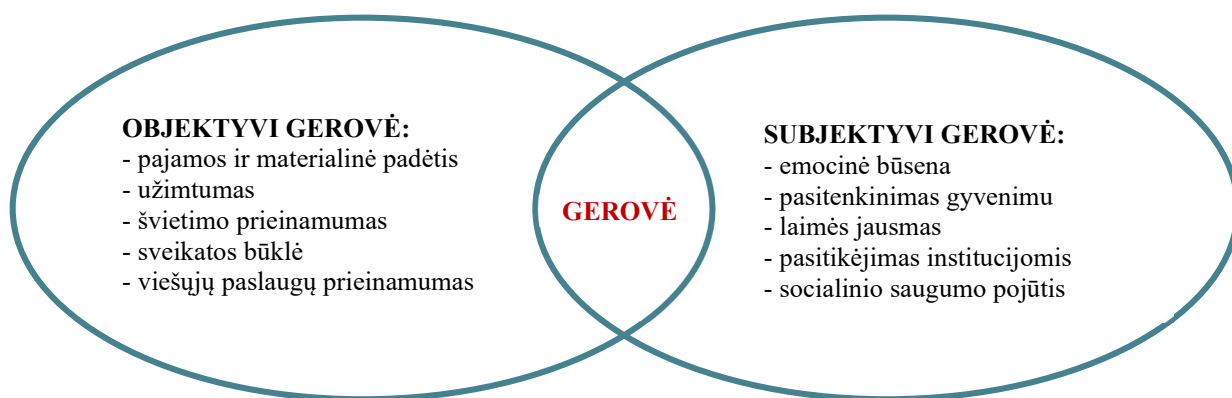 OBJEKTYVI GEROVĖ:
- pajamos ir materialinė padėtis
- užimtumas
- švietimo prieinamumas
- sveikatos būklė
- viešųjų paslaugų prieinamumas
GEROVĖ
SUBJEKTYVI GEROVĖ:
- emocinė būsena
- pasitenkinimas gyvenimu
- laimės jausmas
- pasitikėjimas institucijomis
- socialinio saugumo pojūtis